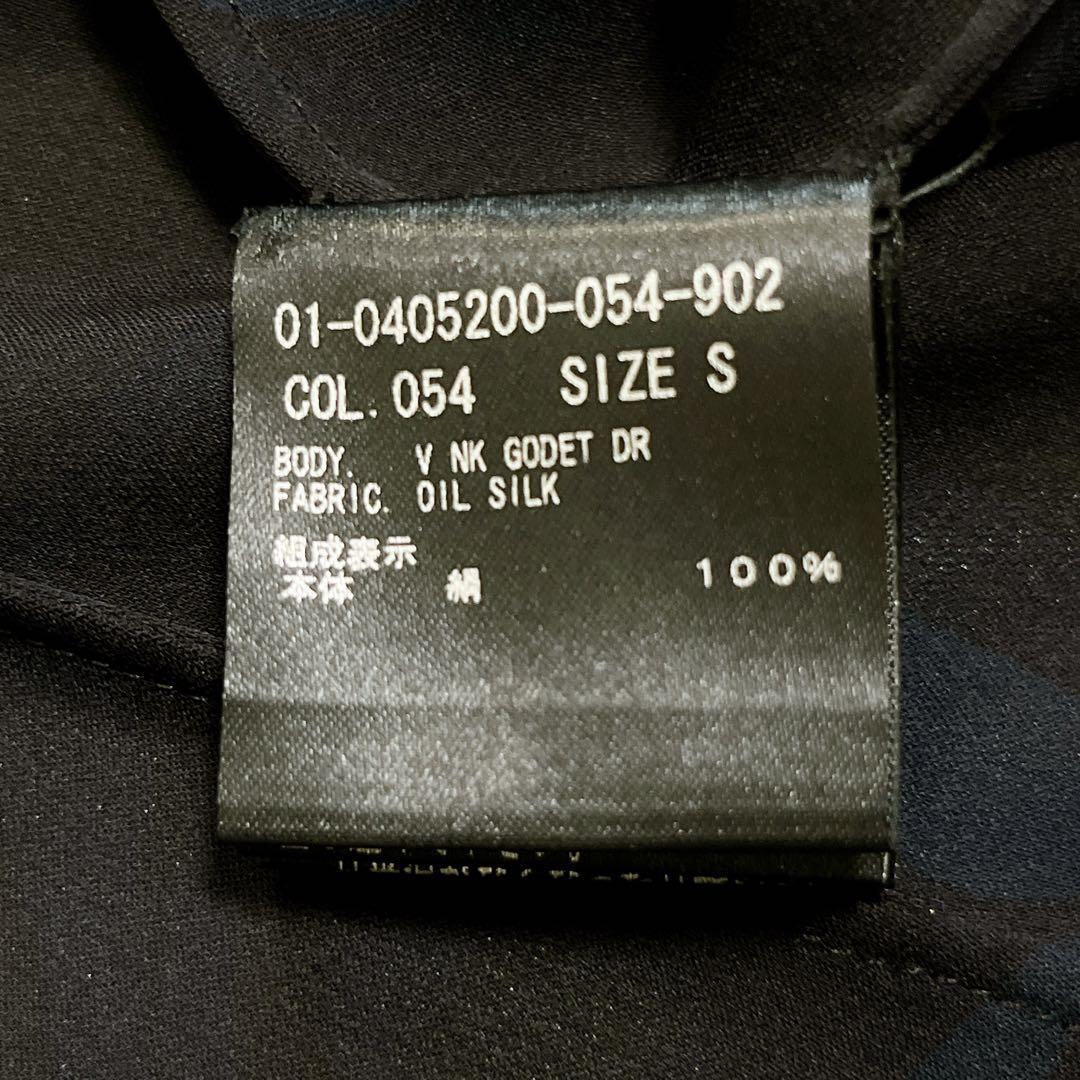 01-0405200-054-902
COL. 054 SIZE S
BODY. V NK GODET DR
FABRIC. OIL SILK
組成表示
本体 絹 100%